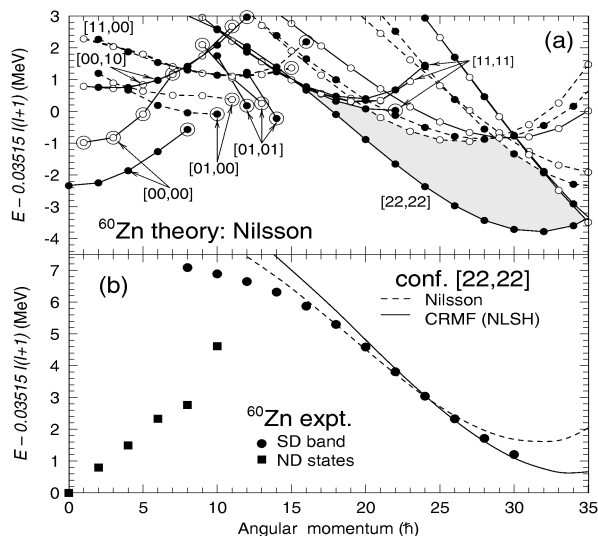 3
2
1
0
-1
-2
-3
-4
E − 0.03515 I(I+1) (MeV)
(a)
[11,00]
[00,10]
[11,11]
[01,01]
[01,00]
[00,00]
[22,22]
60Zn theory: Nilsson
7
6
5
4
3
2
1
0
E − 0.03515 I(I+1) (MeV)
(b)
conf. [22,22]
Nilsson
CRMF (NLSH)
60Zn expt.
SD band
ND states
0 5 10 15 20 25 30 35
Angular momentum (ħ)